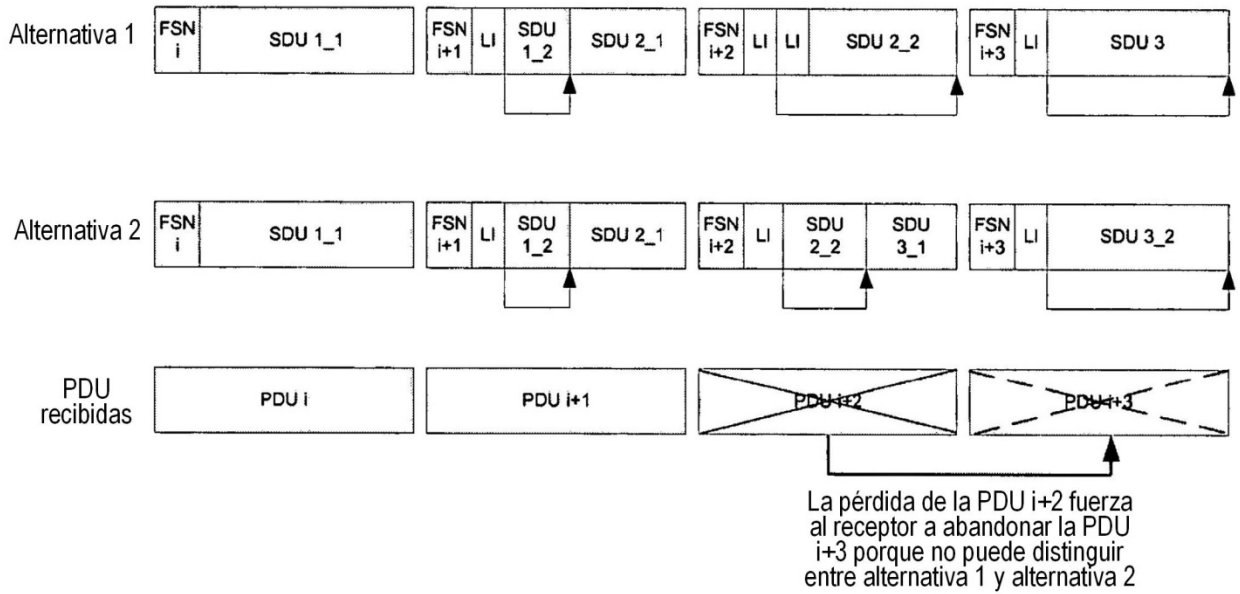 Alternativa 1
FSN i
SDU 1_1
FSN i+1
LI
SDU 1_2
SDU 2_1
FSN i+2
LI
LI
SDU 2_2
FSN i+3
LI
SDU 3
Alternativa 2
FSN i
SDU 1_1
FSN i+1
LI
SDU 1_2
SDU 2_1
FSN i+2
LI
SDU 2_2
SDU 3_1
FSN i+3
LI
SDU 3_2
PDU
recibidas
PDU i
PDU i+1
PDU i+2
PDU i+3
La pérdida de la PDU i+2 fuerza
al receptor a abandonar la PDU
i+3 porque no puede distinguir
entre alternativa 1 y alternativa 2